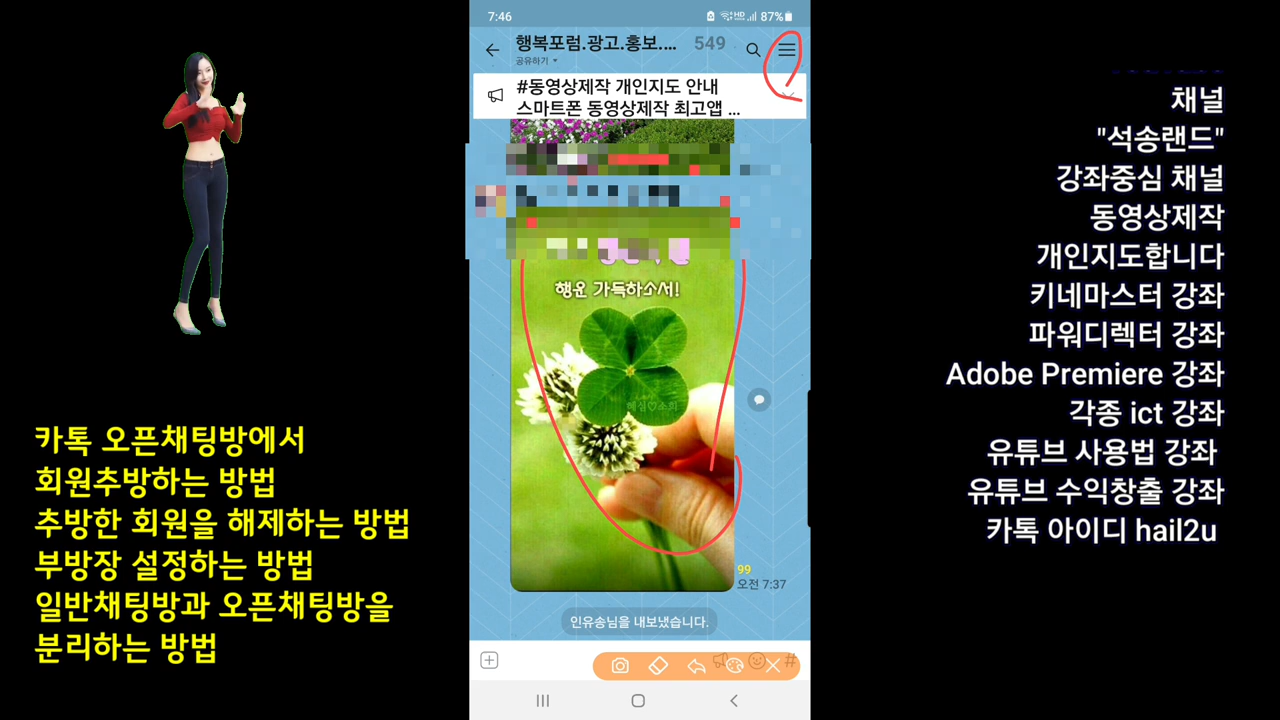 카톡 오픈채팅방에서
회원추방하는 방법
추방한 회원을 해제하는 방법
부방장 설정하는 방법
일반채팅방과 오픈채팅방을
분리하는 방법
7:46
87%
행복포럼.광고.홍보.... 549
공유하기
#동영상제작 개인지도 안내
스마트폰 동영상제작 최고앱 ...
행운 가득하소서!
혜심♡소희
99
오전 7:37
인유송님을 내보냈습니다.
#
채널
"석송랜드"
강좌중심 채널
동영상제작
개인지도합니다
키네마스터 강좌
파워디렉터 강좌
Adobe Premiere 강좌
각종 ict 강좌
유튜브 사용법 강좌
유튜브 수익창출 강좌
카톡 아이디 hail2u